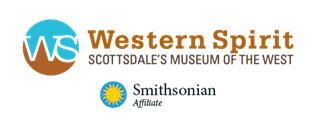 WS
Western Spirit
SCOTTSDALE'S MUSEUM OF THE WEST
Smithsonian
Affiliate